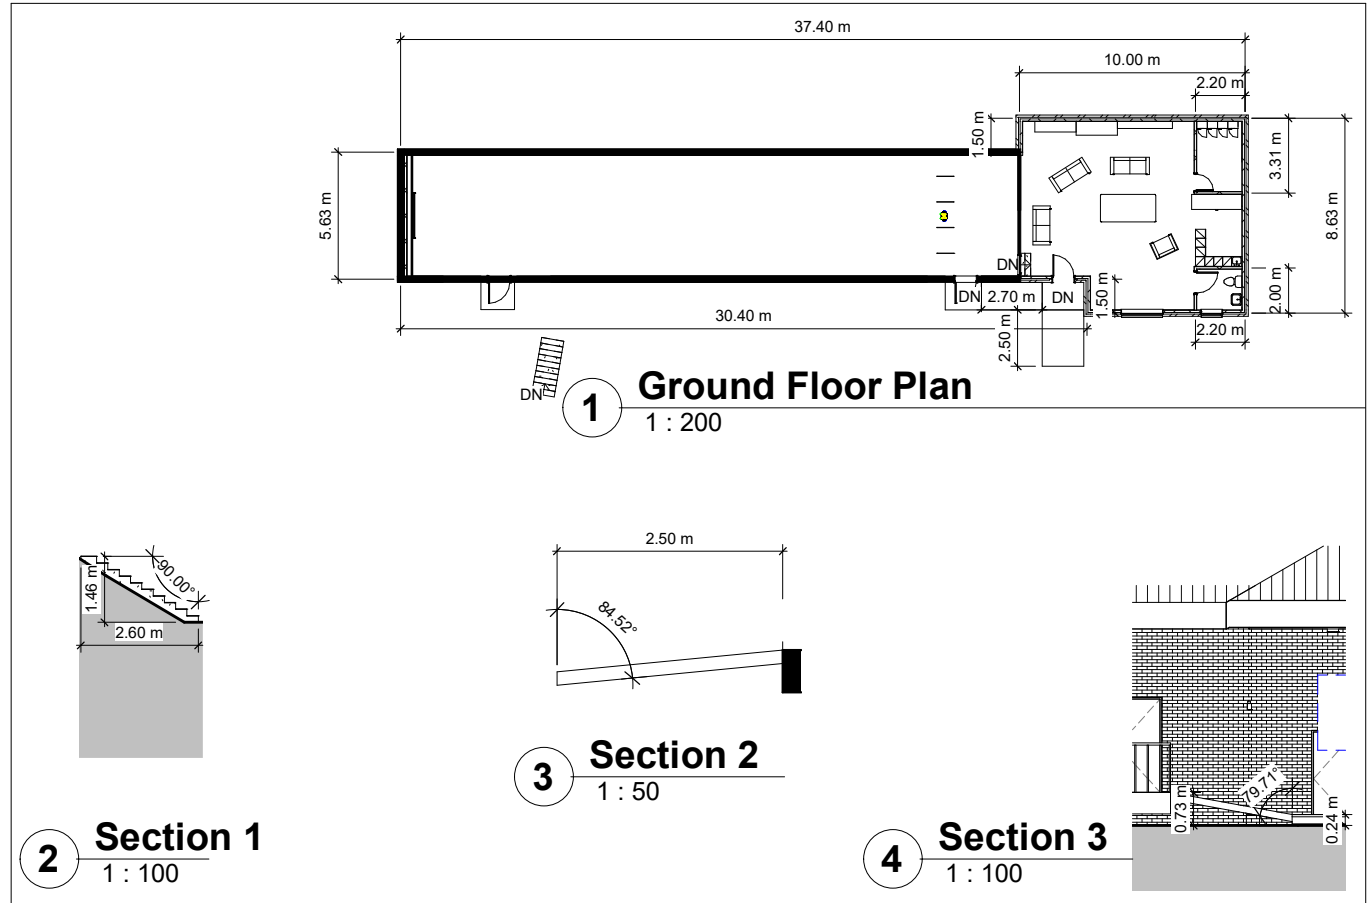 37.40 m
10.00 m
2.20 m
1.50 m
3.31 m
5.63 m
8.63 m
DN
DN
2.70 m
DN
1.50 m
2.00 m
30.40 m
2.50 m
2.20 m
DN
1
Ground Floor Plan
1 : 200
1.46 m
90.00°
2.60 m
2
Section 1
1 : 100
2.50 m
84.52°
3
Section 2
1 : 50
0.73 m
79.71°
0.24 m
4
Section 3
1 : 100